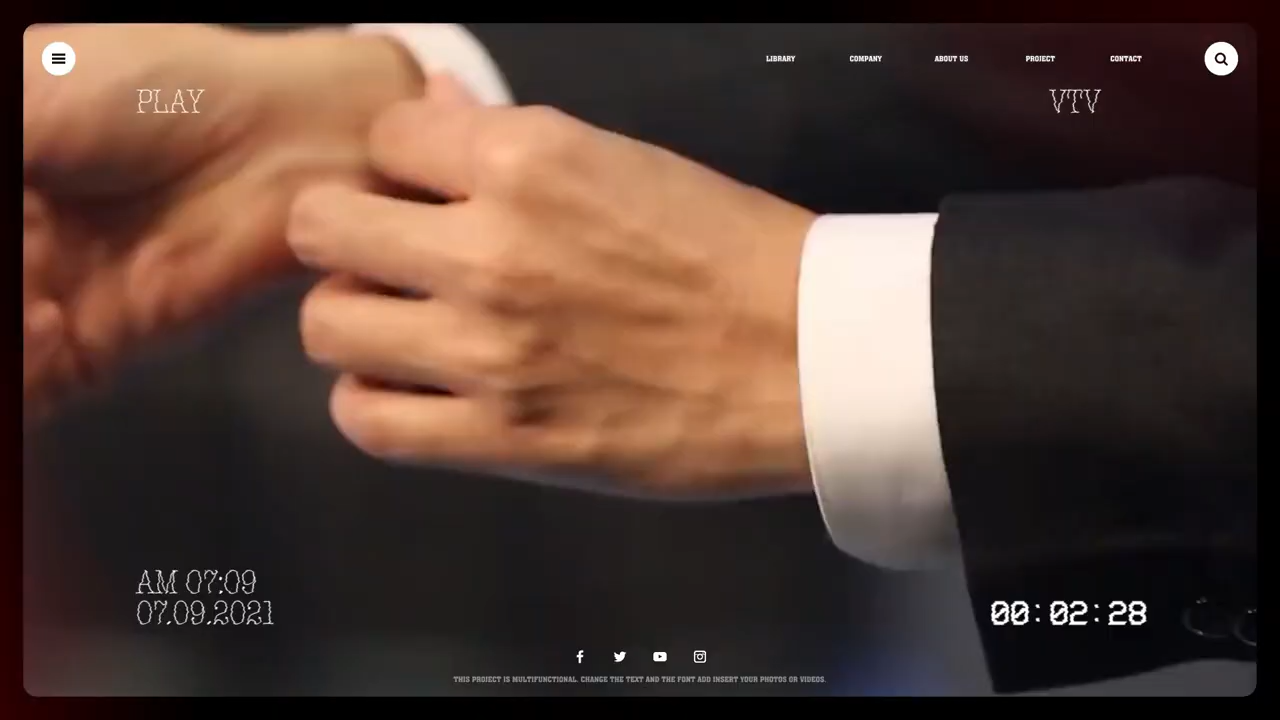 LIBRARY COMPANY ABOUT US PROJECT CONTACT
PLAY VTV
AM 07:09
07.09.2021
00:02:28
THIS PROJECT IS MULTIFUNCTIONAL. CHANGE THE TEXT AND THE FONT ADD INSERT YOUR PHOTOS OR VIDEOS.